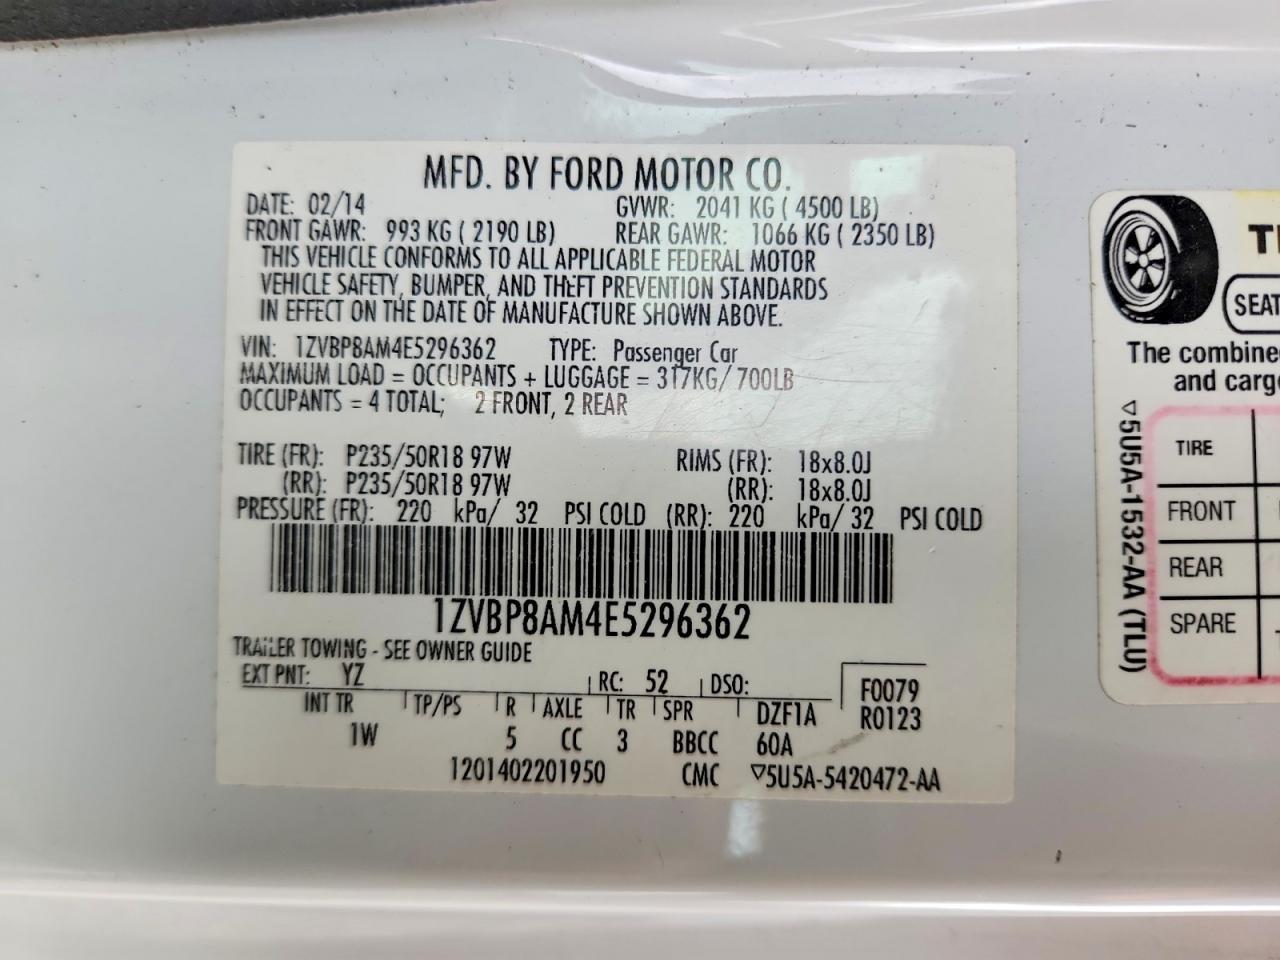 MFD. BY FORD MOTOR CO.
DATE: 02/14 GVWR: 2041 KG ( 4500 LB)
FRONT GAWR: 993 KG ( 2190 LB) REAR GAWR: 1066 KG ( 2350 LB)
THIS VEHICLE CONFORMS TO ALL APPLICABLE FEDERAL MOTOR
VEHICLE SAFETY, BUMPER, AND THEFT PREVENTION STANDARDS
IN EFFECT ON THE DATE OF MANUFACTURE SHOWN ABOVE.
VIN: 1ZVBP8AM4E5296362 TYPE: Passenger Car
MAXIMUM LOAD = OCCUPANTS + LUGGAGE = 317KG/ 700LB
OCCUPANTS = 4 TOTAL; 2 FRONT, 2 REAR
TIRE (FR): P235/50R18 97W RIMS (FR): 18x8.0J
(RR): P235/50R18 97W (RR): 18x8.0J
PRESSURE (FR): 220 kPa/ 32 PSI COLD (RR): 220 kPa/ 32 PSI COLD
1ZVBP8AM4E5296362
TRAILER TOWING - SEE OWNER GUIDE
EXT PNT: YZ RC: 52 DSO: F0079
INT TR TP/PS R AXLE TR SPR DZF1A R0123
1W 5 CC 3 BBCC 60A
1201402201950 CMC ▽5U5A-5420472-AA
SEAT
The combine
and carg
TIRE
FRONT
REAR
SPARE
▽5U5A-1532-AA (TLU)